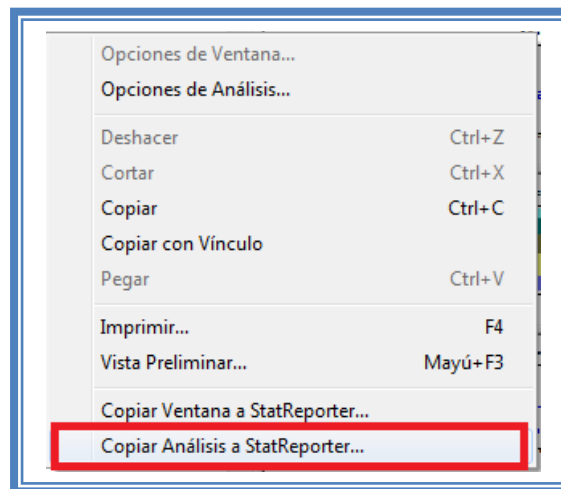 Opciones de Ventana...
Opciones de Análisis...
Deshacer Ctrl+Z
Cortar Ctrl+X
Copiar Ctrl+C
Copiar con Vínculo
Pegar Ctrl+V
Imprimir... F4
Vista Preliminar... Mayú+F3
Copiar Ventana a StatReporter...
Copiar Análisis a StatReporter...